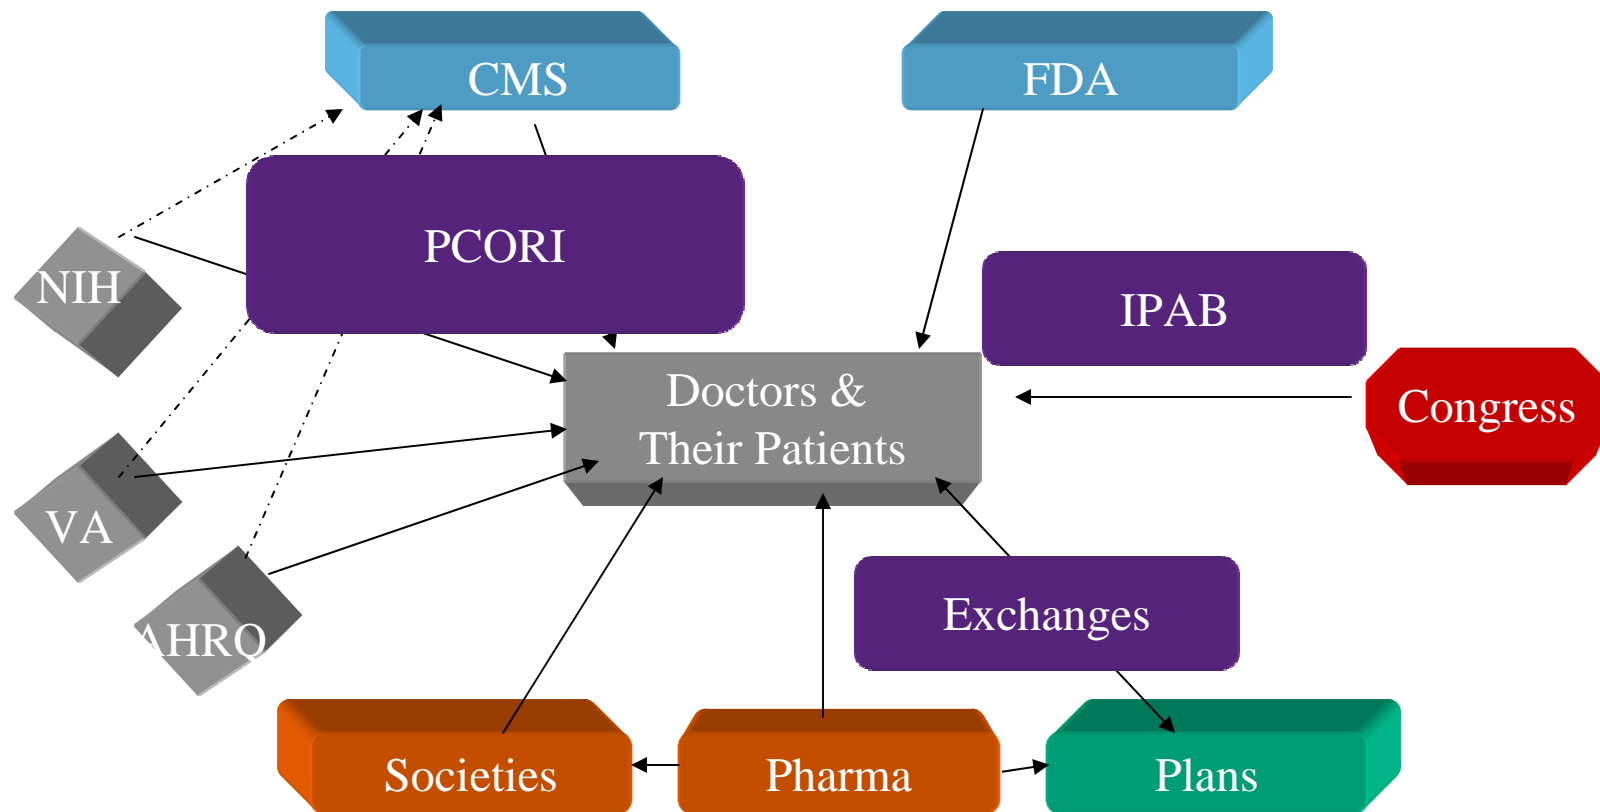 CMS
FDA
PCORI
NIH
IPAB
Doctors &
Their Patients
Congress
VA
AHRQ
Exchanges
Societies
Pharma
Plans